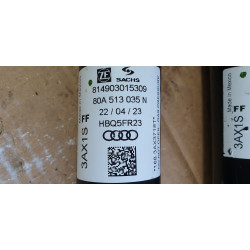 ZF SACHS
814903015309
80A 513 035 N
22 / 04 / 23
HBQ5FR23
3AX1S FF
Made in Mexico
3AX1S FF